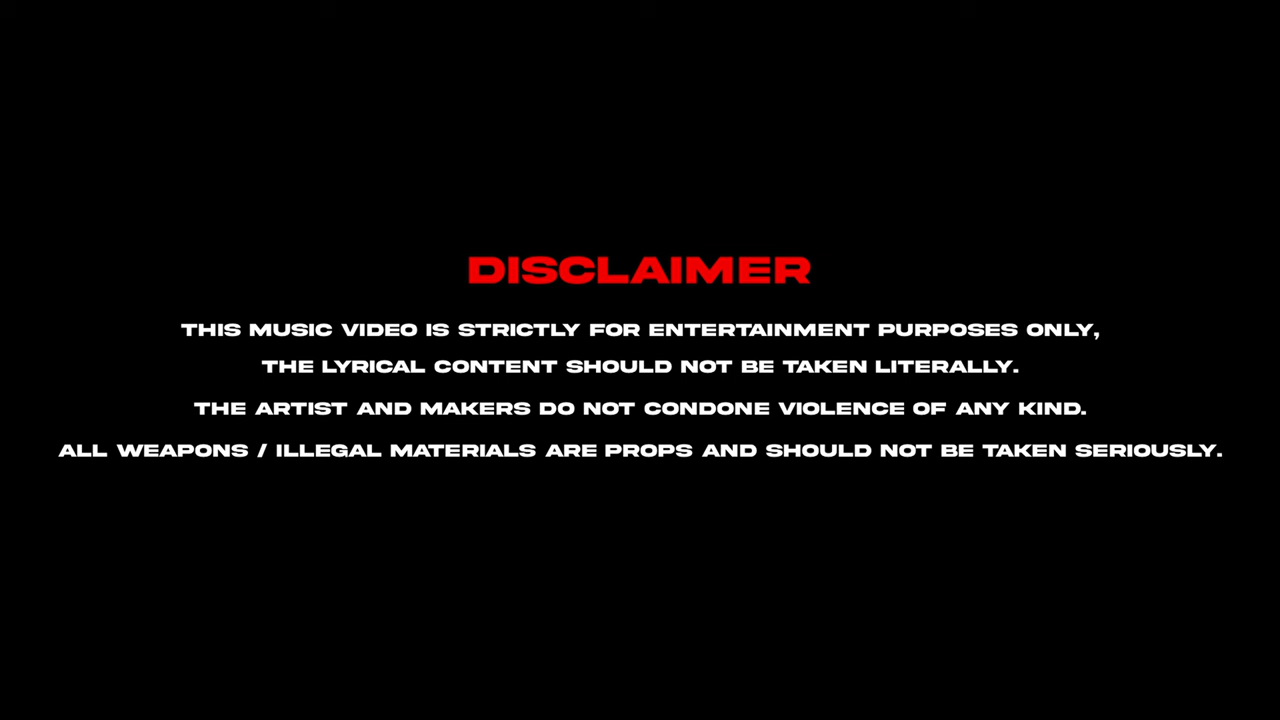 DISCLAIMER
THIS MUSIC VIDEO IS STRICTLY FOR ENTERTAINMENT PURPOSES ONLY,
THE LYRICAL CONTENT SHOULD NOT BE TAKEN LITERALLY.
THE ARTIST AND MAKERS DO NOT CONDONE VIOLENCE OF ANY KIND.
ALL WEAPONS / ILLEGAL MATERIALS ARE PROPS AND SHOULD NOT BE TAKEN SERIOUSLY.